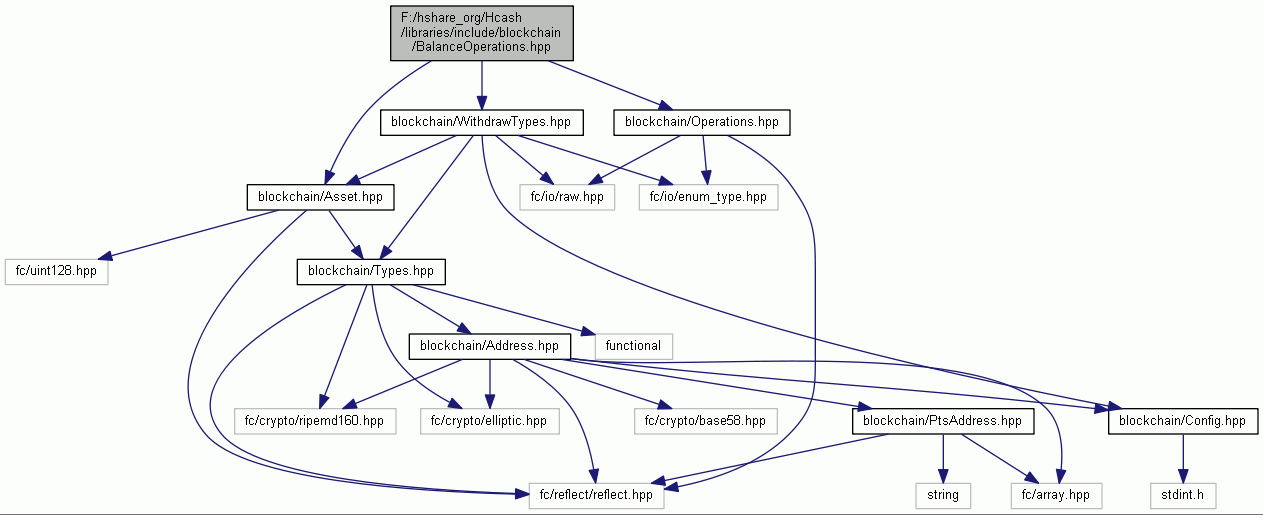 F:/hshare_org/Hcash
/libraries/include/blockchain
/BalanceOperations.hpp
blockchain/WithdrawTypes.hpp
blockchain/Operations.hpp
blockchain/Asset.hpp
fc/io/raw.hpp
fc/io/enum_type.hpp
fc/uint128.hpp
blockchain/Types.hpp
blockchain/Address.hpp
functional
fc/crypto/ripemd160.hpp
fc/crypto/elliptic.hpp
fc/crypto/base58.hpp
blockchain/PtsAddress.hpp
blockchain/Config.hpp
fc/reflect/reflect.hpp
string
fc/array.hpp
stdint.h